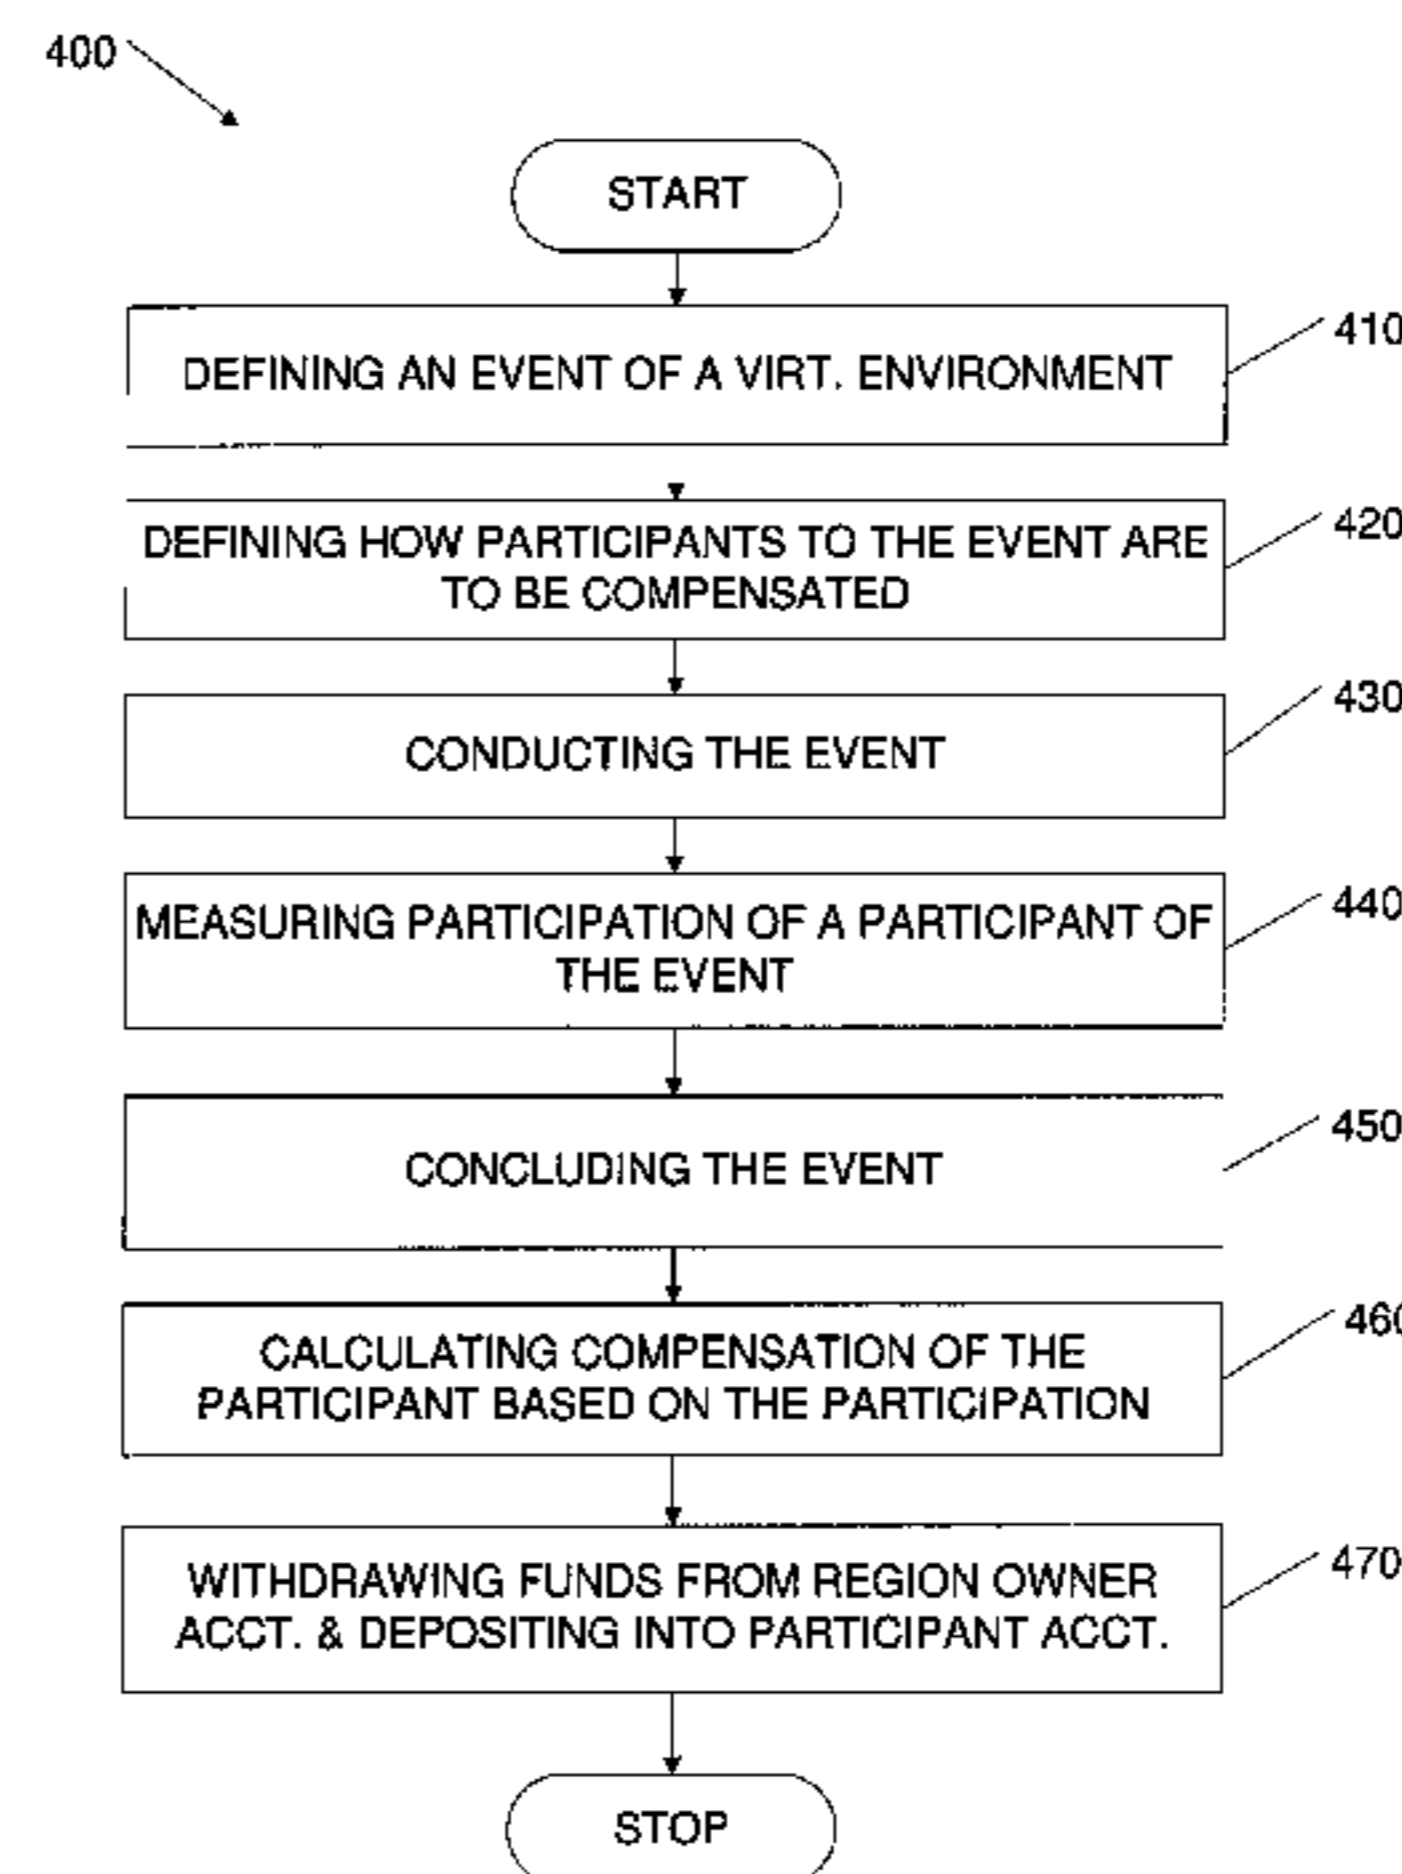 400
START
DEFINING AN EVENT OF A VIRT. ENVIRONMENT
410
DEFINING HOW PARTICIPANTS TO THE EVENT ARE
TO BE COMPENSATED
420
CONDUCTING THE EVENT
430
MEASURING PARTICIPATION OF A PARTICIPANT OF
THE EVENT
440
CONCLUDING THE EVENT
450
CALCULATING COMPENSATION OF THE
PARTICIPANT BASED ON THE PARTICIPATION
460
WITHDRAWING FUNDS FROM REGION OWNER
ACCT. & DEPOSITING INTO PARTICIPANT ACCT.
470
STOP